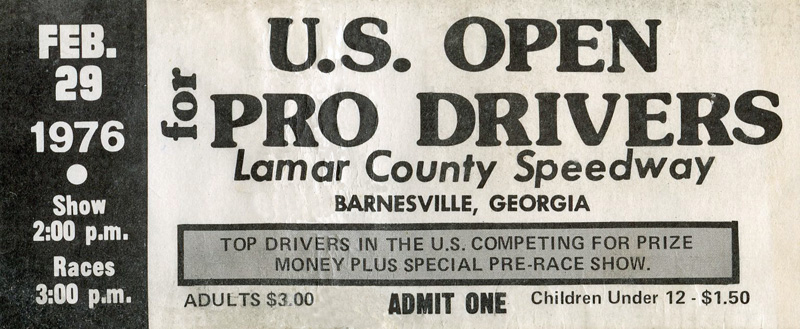 FEB.
29
1976
Show
2:00 p.m.
Races
3:00 p.m.
U.S. OPEN
for
PRO DRIVERS
Lamar County Speedway
BARNESVILLE, GEORGIA
TOP DRIVERS IN THE U.S. COMPETING FOR PRIZE
MONEY PLUS SPECIAL PRE-RACE SHOW.
ADULTS $3.00 ADMIT ONE Children Under 12 - $1.50